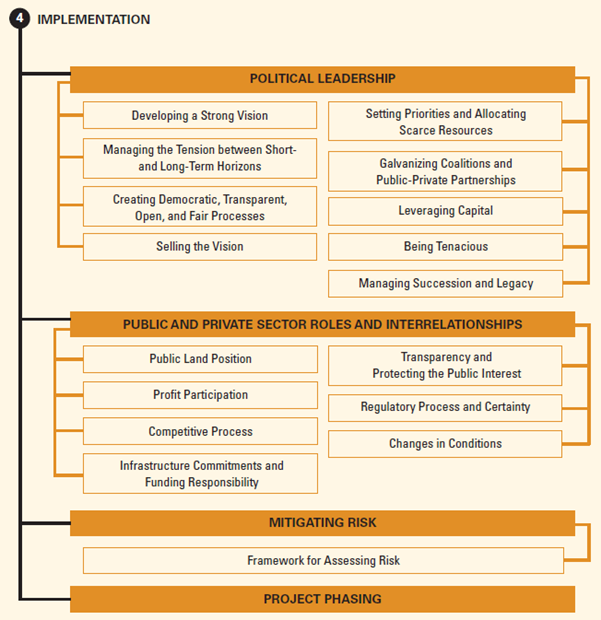 4 IMPLEMENTATION
POLITICAL LEADERSHIP
Developing a Strong Vision
Managing the Tension between Short-
and Long-Term Horizons
Creating Democratic, Transparent,
Open, and Fair Processes
Selling the Vision
Setting Priorities and Allocating
Scarce Resources
Galvanizing Coalitions and
Public-Private Partnerships
Leveraging Capital
Being Tenacious
Managing Succession and Legacy
PUBLIC AND PRIVATE SECTOR ROLES AND INTERRELATIONSHIPS
Public Land Position
Profit Participation
Competitive Process
Infrastructure Commitments and
Funding Responsibility
Transparency and
Protecting the Public Interest
Regulatory Process and Certainty
Changes in Conditions
MITIGATING RISK
Framework for Assessing Risk
PROJECT PHASING